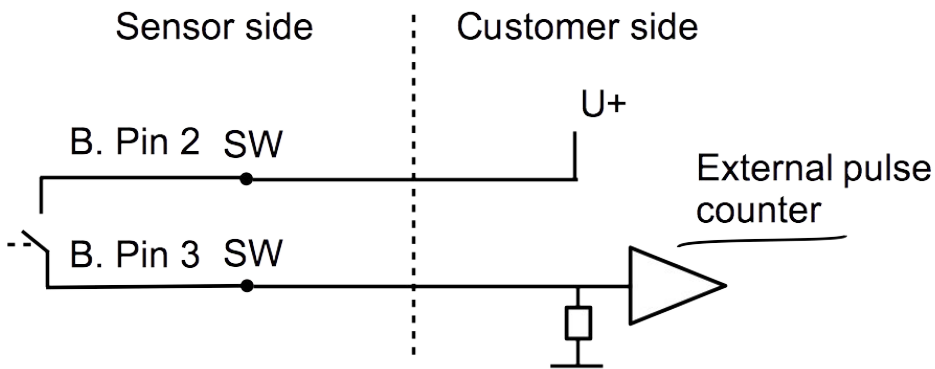 Sensor side
Customer side
U+
B. Pin 2 SW
External pulse
counter
B. Pin 3 SW